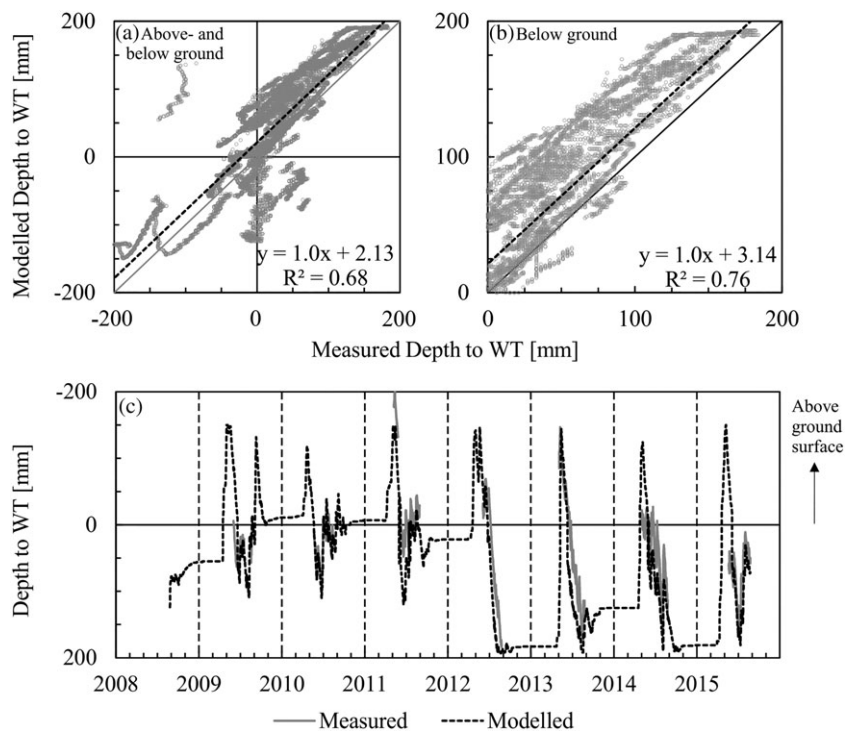 200
(a) Above- and
below ground
0
-200
-200
0
200
y = 1.0x + 2.13
R² = 0.68
Modelled Depth to WT [mm]
200
(b) Below ground
100
0
0
100
200
y = 1.0x + 3.14
R² = 0.76
Measured Depth to WT [mm]
-200
(c)
0
200
Depth to WT [mm]
Above
ground
surface
2008 2009 2010 2011 2012 2013 2014 2015
Measured Modelled